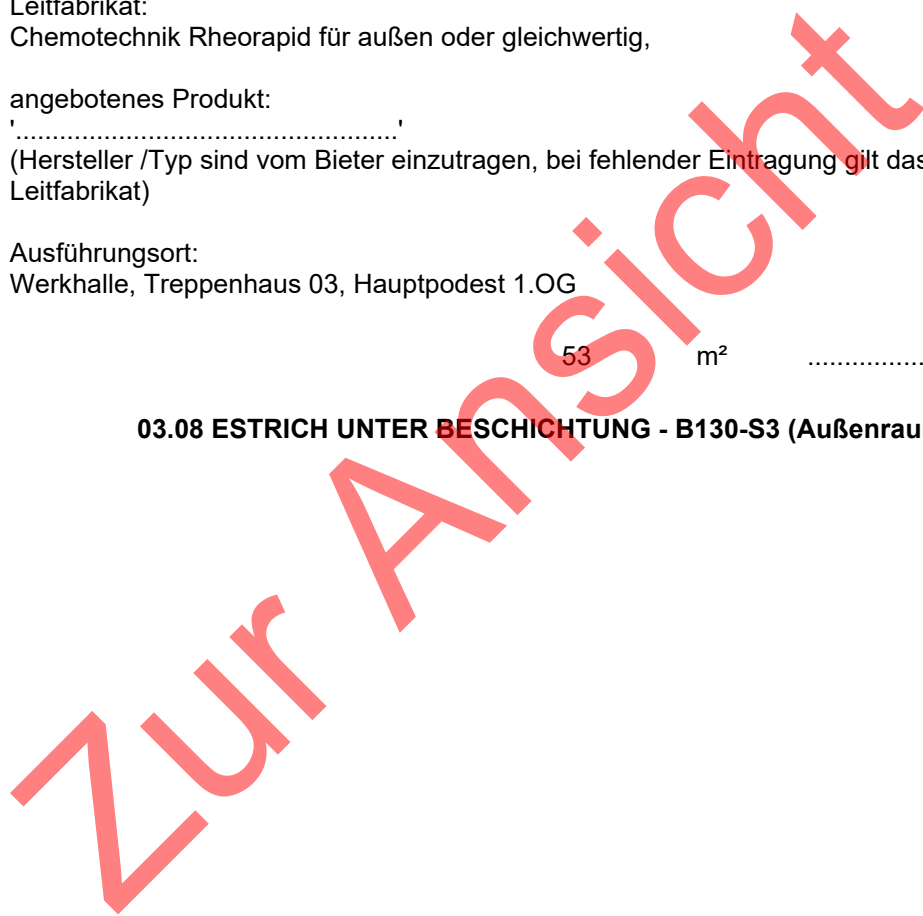 Leitfabrikat:
Chemotechnik Rheorapid für außen oder gleichwertig,
angebotenes Produkt:
'....................................................'
(Hersteller /Typ sind vom Bieter einzutragen, bei fehlender Eintragung gilt das
Leitfabrikat)
Ausführungsort:
Werkhalle, Treppenhaus 03, Hauptpodest 1.OG
53 m² ................
03.08 ESTRICH UNTER BESCHICHTUNG - B130-S3 (Außenrau
Zur Ansicht